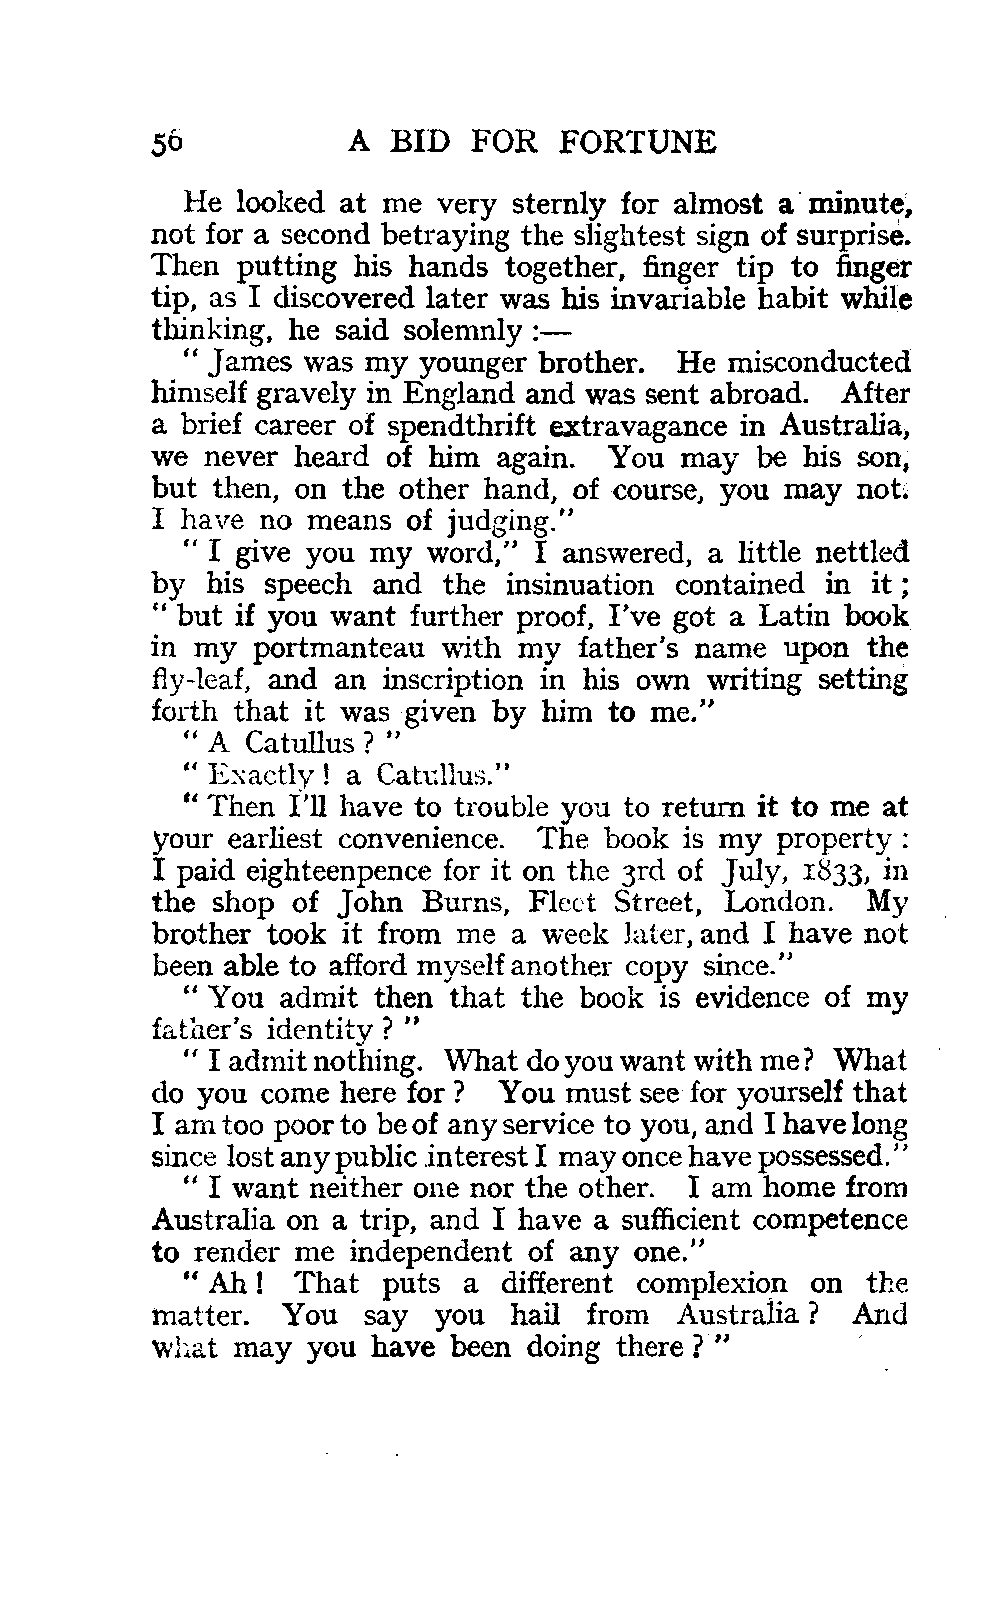 56 A BID FOR FORTUNE
He looked at me very sternly for almost a minute,
not for a second betraying the slightest sign of surprise.
Then putting his hands together, finger tip to finger
tip, as I discovered later was his invariable habit while
thinking, he said solemnly :—
“ James was my younger brother. He misconducted
himself gravely in England and was sent abroad. After
a brief career of spendthrift extravagance in Australia,
we never heard of him again. You may be his son,
but then, on the other hand, of course, you may not.
I have no means of judging.”
“ I give you my word,” I answered, a little nettled
by his speech and the insinuation contained in it ;
“ but if you want further proof, I’ve got a Latin book
in my portmanteau with my father’s name upon the
fly-leaf, and an inscription in his own writing setting
forth that it was given by him to me.”
“ A Catullus ? ”
“ Exactly ! a Catullus.”
“ Then I’ll have to trouble you to return it to me at
your earliest convenience. The book is my property :
I paid eighteenpence for it on the 3rd of July, 1833, in
the shop of John Burns, Fleet Street, London. My
brother took it from me a week later, and I have not
been able to afford myself another copy since.”
“ You admit then that the book is evidence of my
father’s identity ? ”
“ I admit nothing. What do you want with me? What
do you come here for ? You must see for yourself that
I am too poor to be of any service to you, and I have long
since lost any public interest I may once have possessed.”
“ I want neither one nor the other. I am home from
Australia on a trip, and I have a sufficient competence
to render me independent of any one.”
“ Ah ! That puts a different complexion on the
matter. You say you hail from Australia ? And
what may you have been doing there ? ”